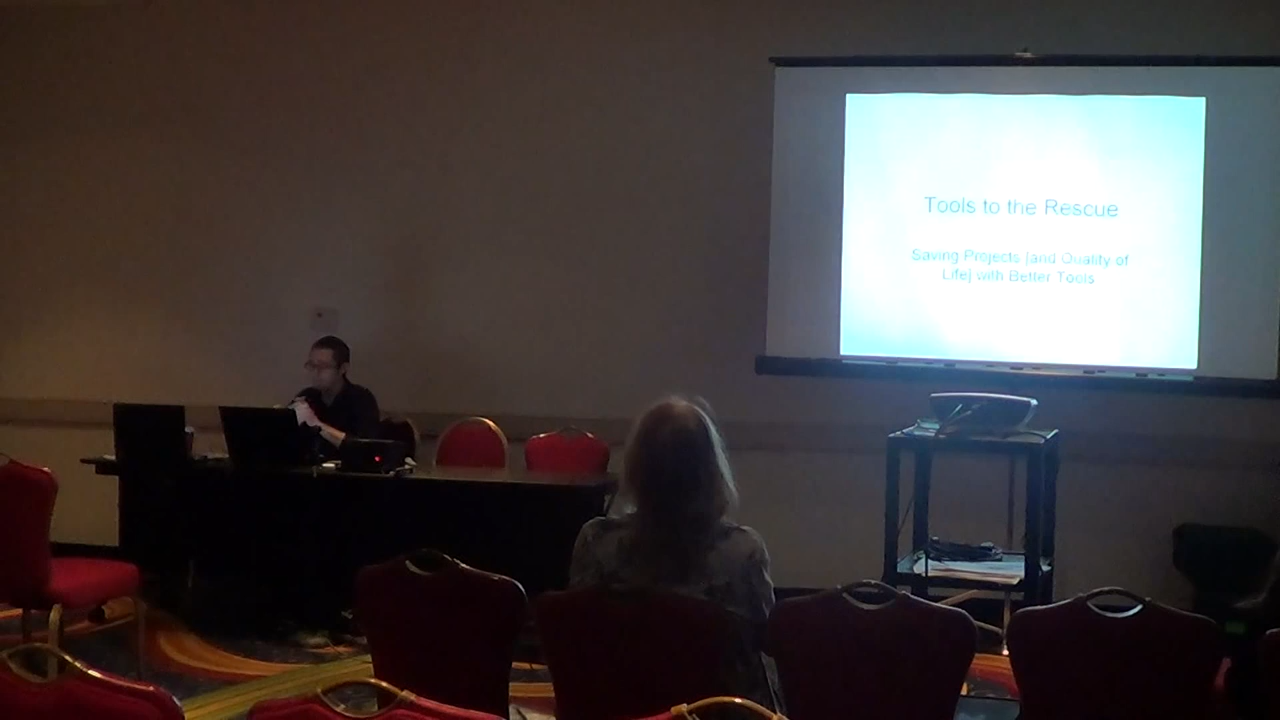 Tools to the Rescue
Saving Projects [and Quality of
Life] with Better Tools